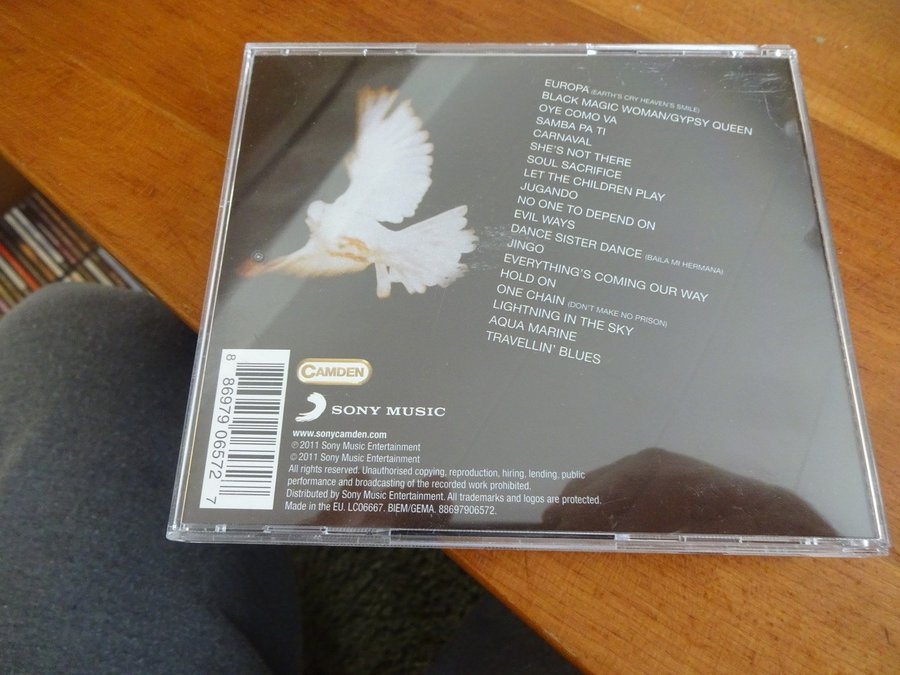 EUROPA (EARTH'S CRY HEAVEN'S SMILE)
BLACK MAGIC WOMAN/GYPSY QUEEN
OYE COMO VA
SAMBA PA TI
CARNAVAL
SHE'S NOT THERE
SOUL SACRIFICE
LET THE CHILDREN PLAY
JUGANDO
NO ONE TO DEPEND ON
EVIL WAYS
DANCE SISTER DANCE (BAILA MI HERMANA)
JINGO
EVERYTHING'S COMING OUR WAY
HOLD ON
ONE CHAIN (DON'T MAKE NO PRISON)
LIGHTNING IN THE SKY
AQUA MARINE
TRAVELLIN' BLUES
8 86979 06572 7
CAMDEN
SONY MUSIC
www.sonycamden.com
℗ 2011 Sony Music Entertainment
© 2011 Sony Music Entertainment
All rights reserved. Unauthorised copying, reproduction, hiring, lending, public
performance and broadcasting of the recorded work prohibited.
Distributed by Sony Music Entertainment. All trademarks and logos are protected.
Made in the EU. LC06667. BIEM/GEMA. 88697906572.